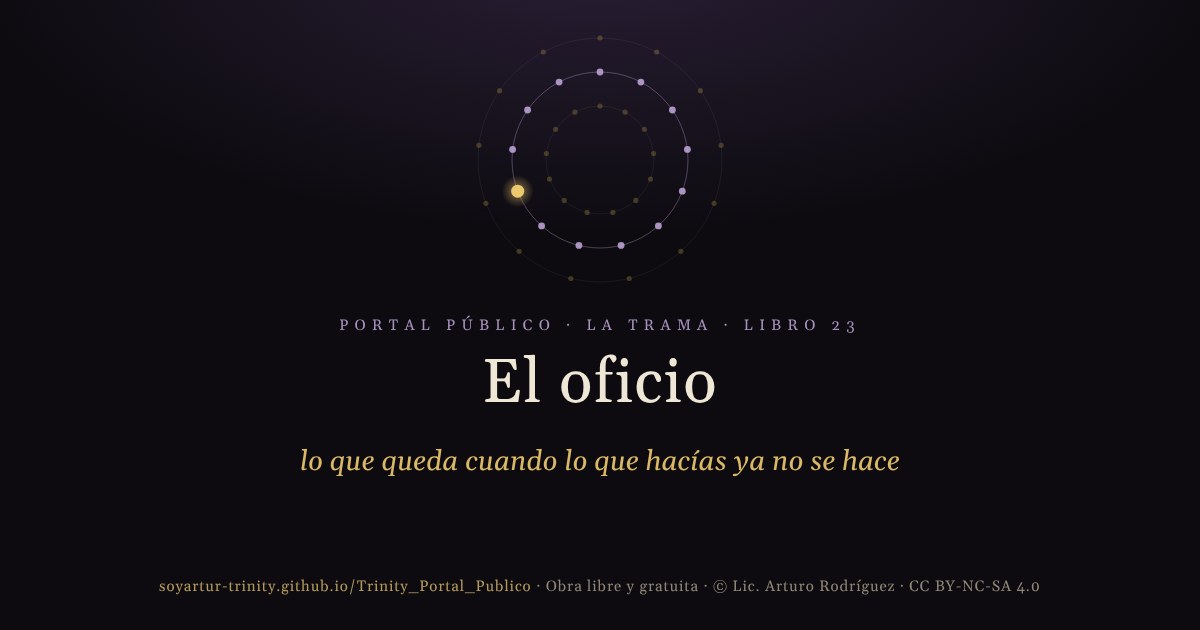 PORTAL PÚBLICO · LA TRAMA · LIBRO 23
El oficio
lo que queda cuando lo que hacías ya no se hace
soyartur-trinity.github.io/Trinity_Portal_Publico · Obra libre y gratuita · © Lic. Arturo Rodríguez · CC BY-NC-SA 4.0